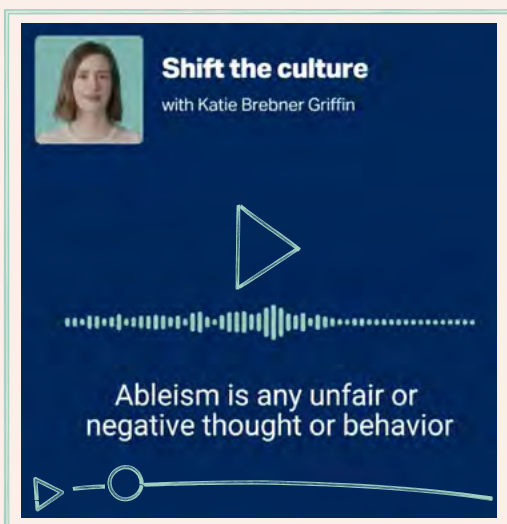 Shift the culture
with Katie Brebner Griffin
Ableism is any unfair or
negative thought or behavior